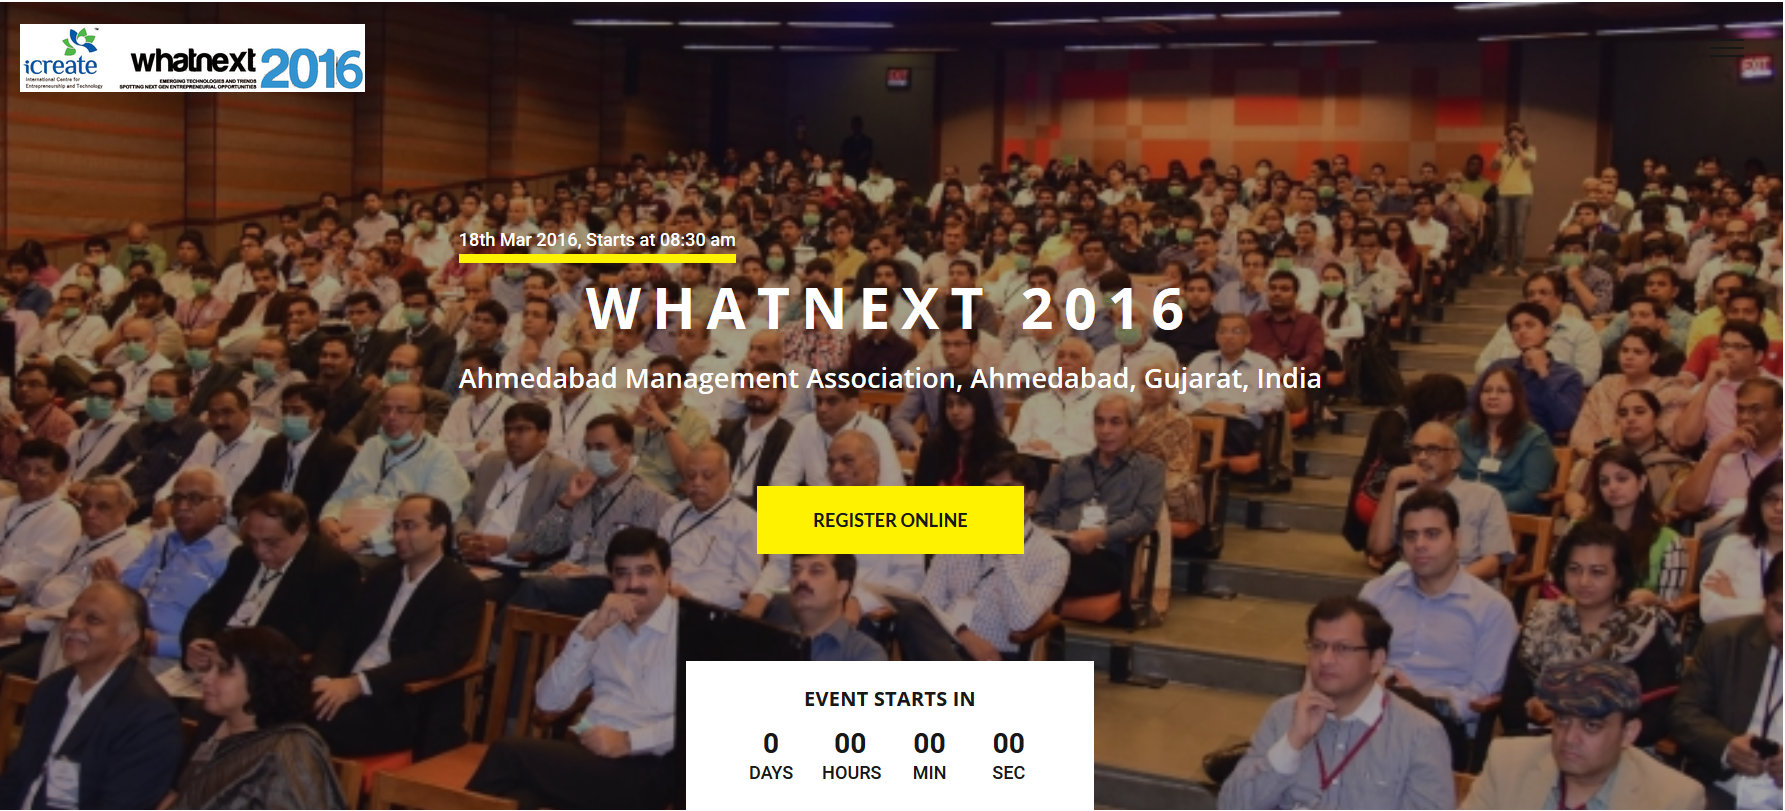 icreate
International Centre for
Entrepreneurship and Technology
whatnext 2016
EMERGING TECHNOLOGIES AND TRENDS
SPOTTING NEXT GEN ENTREPRENEURIAL OPPORTUNITIES
EXIT
EXIT
18th Mar 2016, Starts at 08:30 am
WHATNEXT 2016
Ahmedabad Management Association, Ahmedabad, Gujarat, India
REGISTER ONLINE
EVENT STARTS IN
0 00 00 00
DAYS HOURS MIN SEC